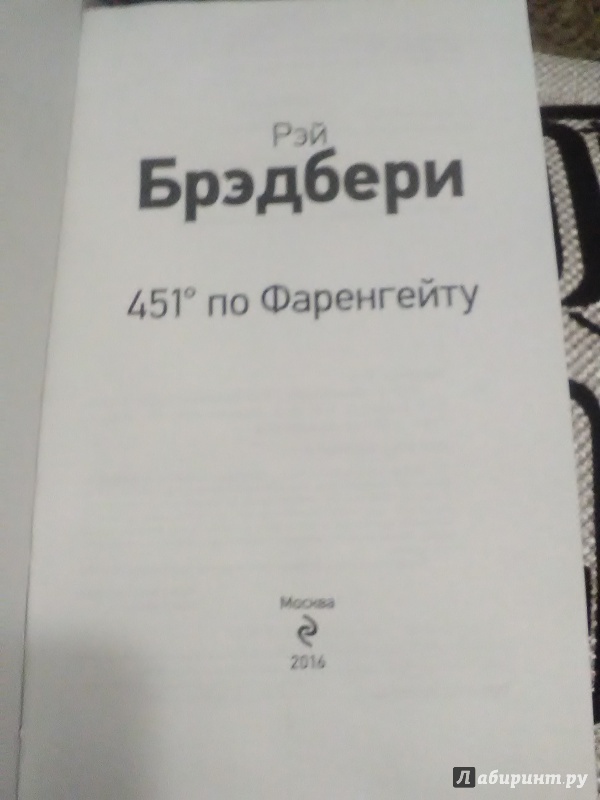 Рэй
Брэдбери
451° по Фаренгейту
Москва
2016
Лабиринт.ру